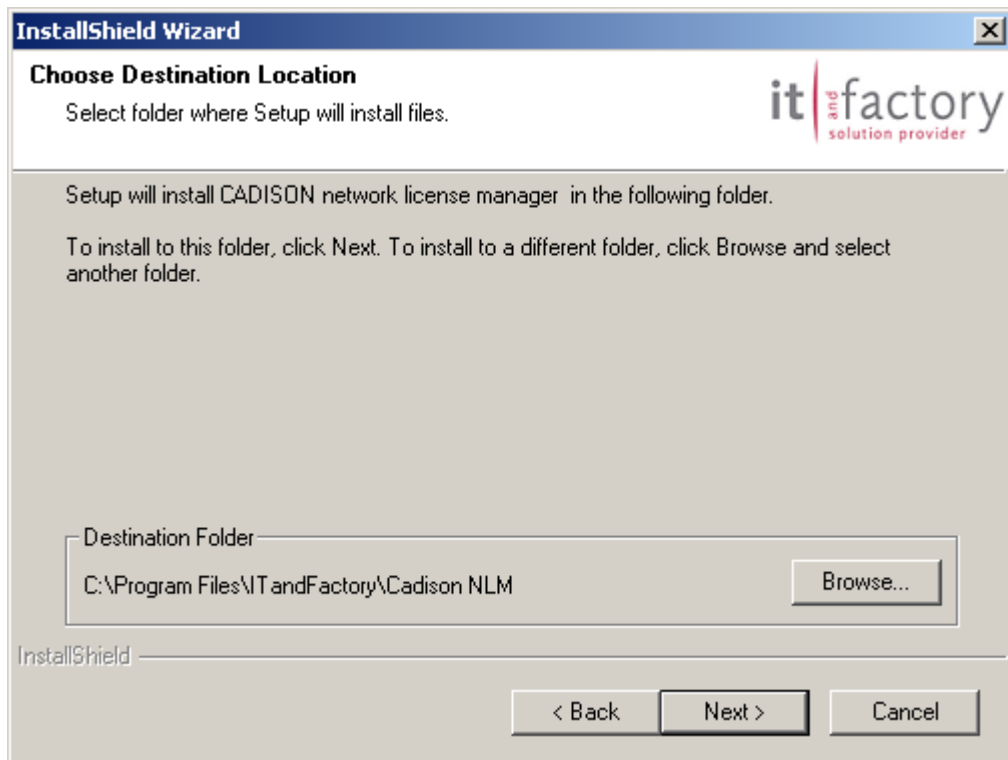 InstallShield Wizard
Choose Destination Location
Select folder where Setup will install files.
it and factory
solution provider
Setup will install CADISON network license manager  in the following folder.
To install to this folder, click Next. To install to a different folder, click Browse and select
another folder.
Destination Folder
C:\Program Files\ITandFactory\Cadison NLM
Browse...
InstallShield
< Back
Next >
Cancel